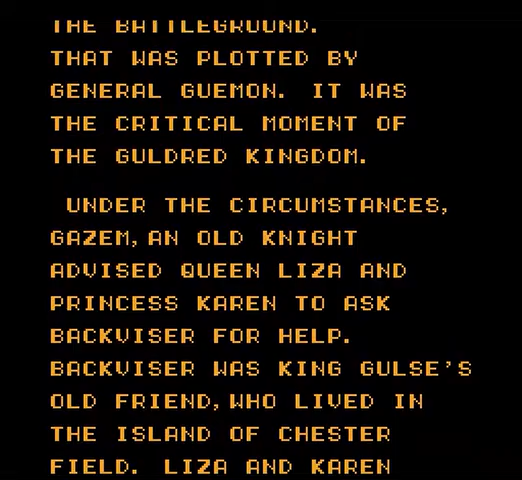 THE BATTLEGROUND.
THAT WAS PLOTTED BY
GENERAL GUEMON. IT WAS
THE CRITICAL MOMENT OF
THE GULDRED KINGDOM.
UNDER THE CIRCUMSTANCES,
GAZEM, AN OLD KNIGHT
ADVISED QUEEN LIZA AND
PRINCESS KAREN TO ASK
BACKVISER FOR HELP.
BACKVISER WAS KING GULSE'S
OLD FRIEND, WHO LIVED IN
THE ISLAND OF CHESTER
FIELD. LIZA AND KAREN